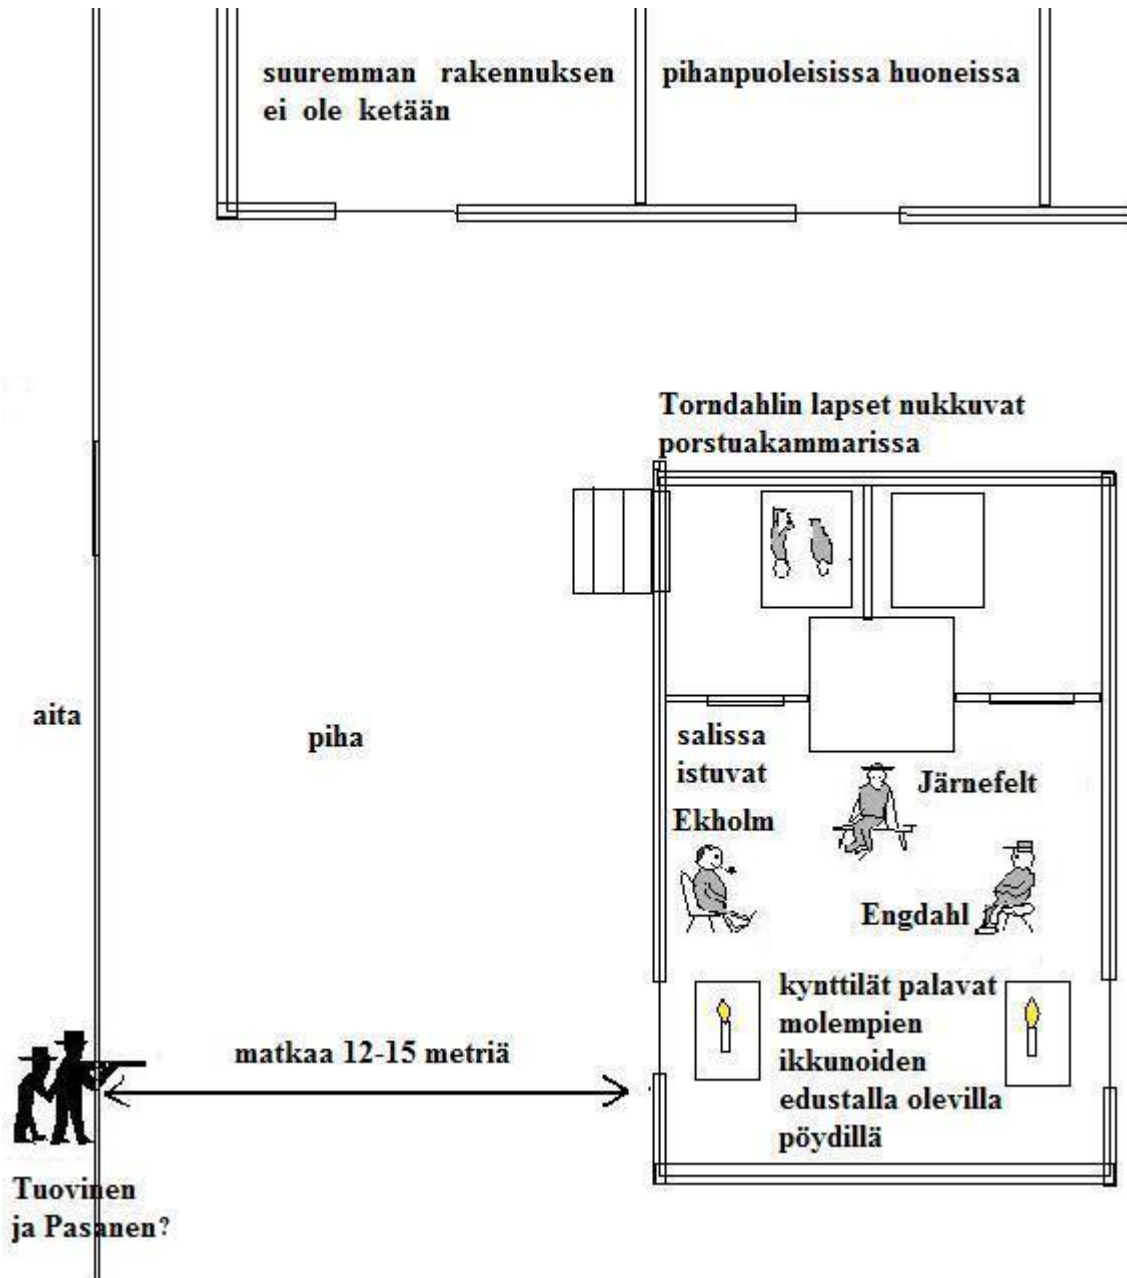 suuremman rakennuksen pihanpuoleisissa huoneissa
ei ole ketään
Torndahlin lapset nukkuvat
porstuakammarissa
aita
piha
salissa
istuvat
Ekholm
Järnefelt
Engdahl
kynttilät palavat
molempien
ikkunoiden
edustalla olevilla
pöydillä
matkaa 12-15 metriä
Tuovinen
ja Pasanen?